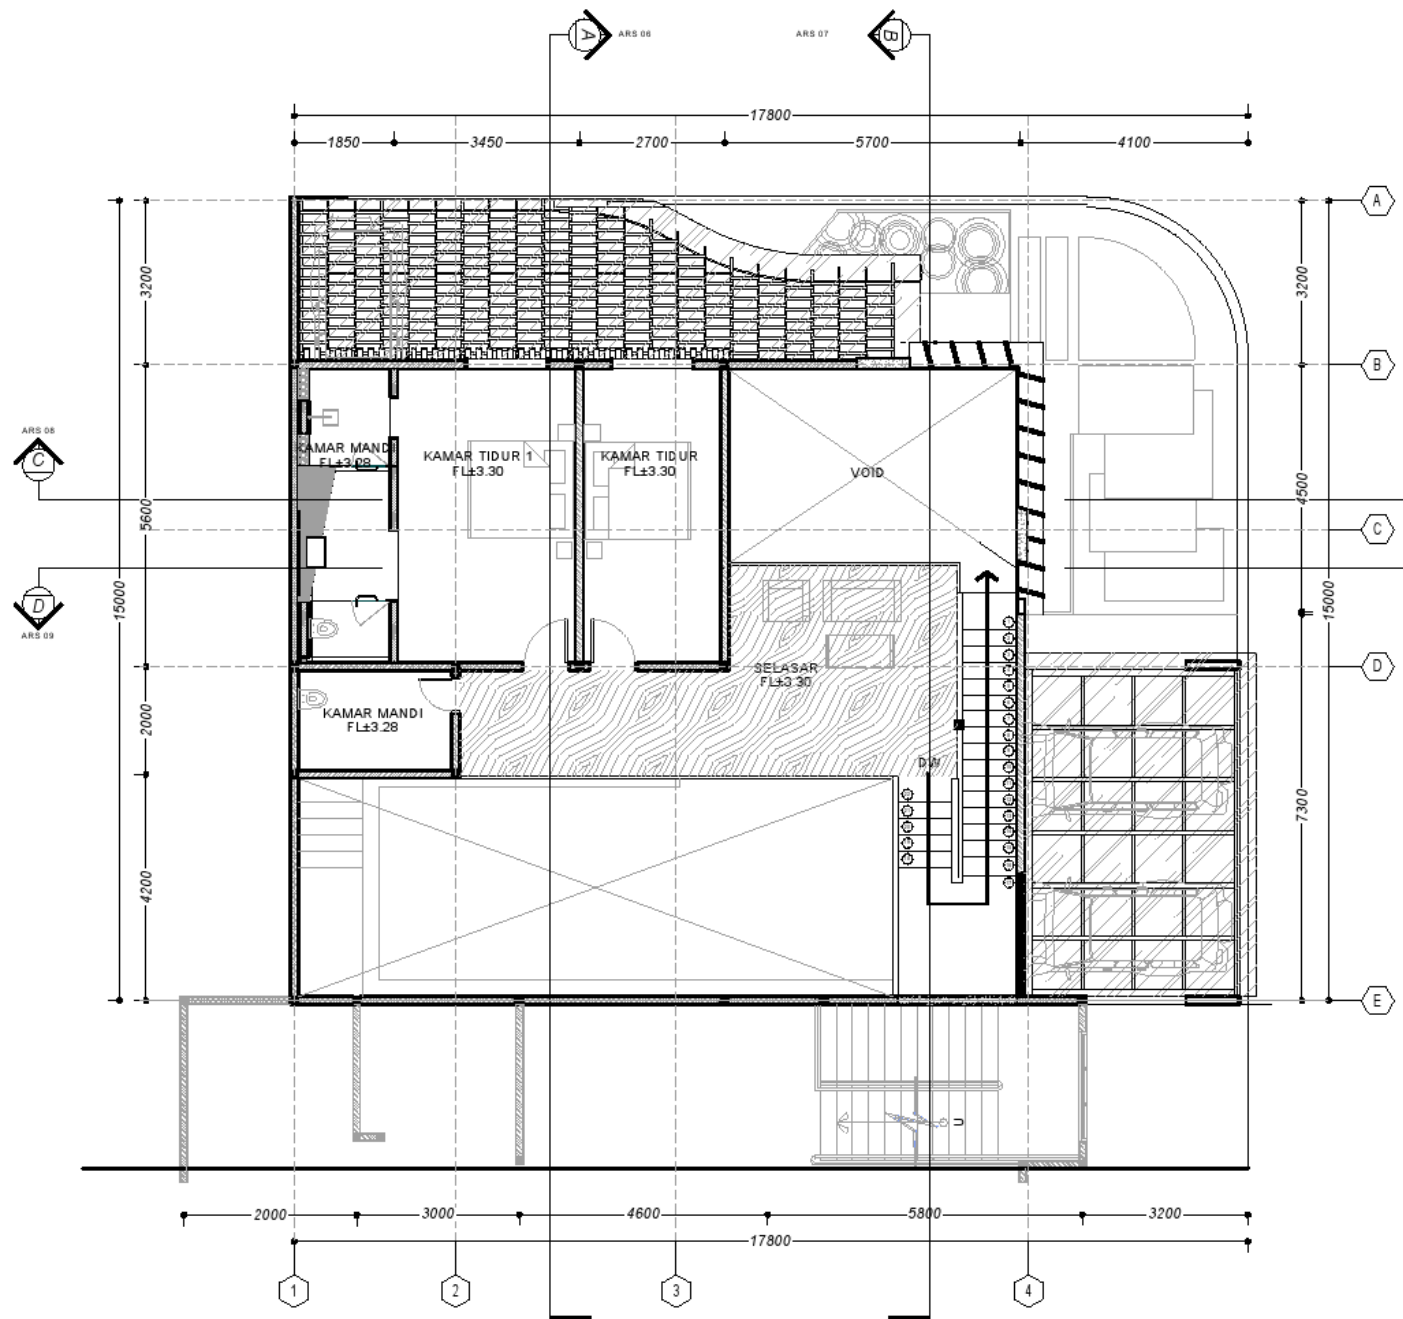 A
ARS 06
ARS 07
B
17800
1850
3450
2700
5700
4100
A
3200
3200
B
ARS 08
C
KAMAR MANDI
FL±3.28
KAMAR TIDUR 1
FL±3.30
KAMAR TIDUR
FL±3.30
VOID
5600
4500
C
15000
15000
D
ARS 09
SELASAR
FL±3.30
D
KAMAR MANDI
FL±3.28
2000
DW
7300
4200
E
U
2000
3000
4600
5800
3200
17800
1
2
3
4